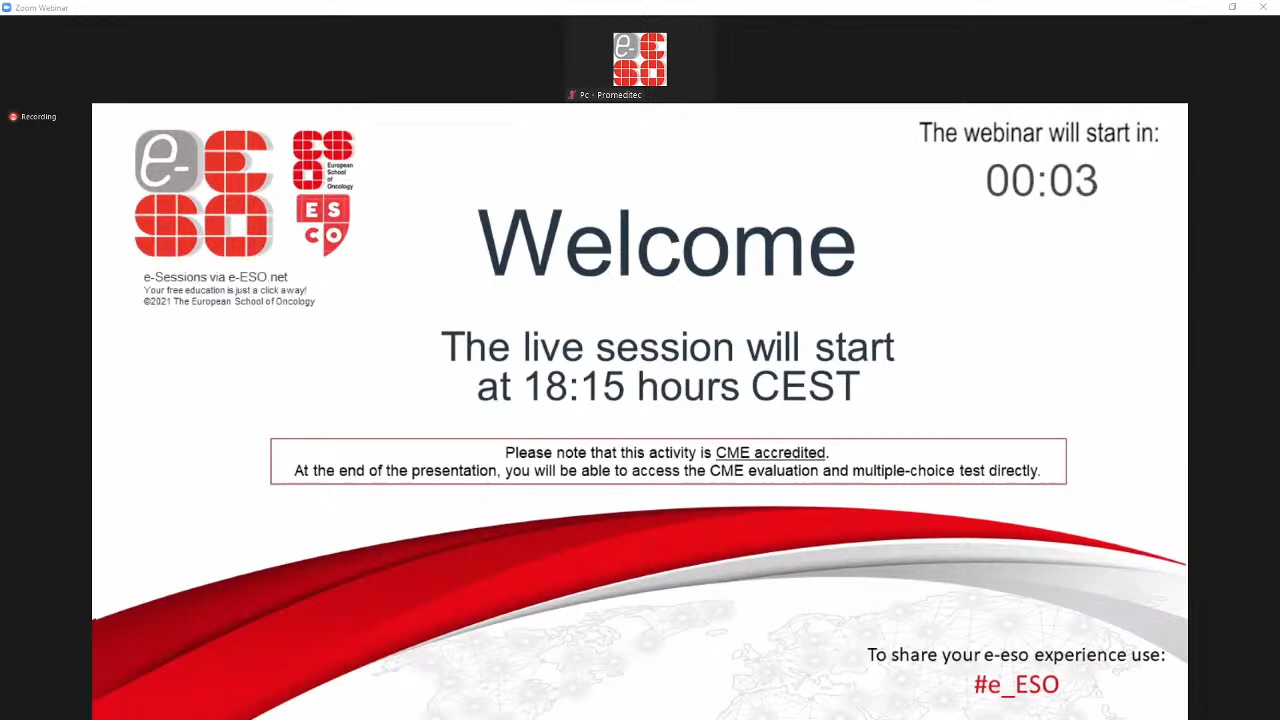 Zoom Webinar
Pc - Promeditec
Recording
e-
ESO
ESO
European
School
of
Oncology
ES
CO
e-Sessions via e-ESO.net
Your free education is just a click away!
©2021 The European School of Oncology
The webinar will start in:
00:03
Welcome
The live session will start
at 18:15 hours CEST
Please note that this activity is CME accredited.
At the end of the presentation, you will be able to access the CME evaluation and multiple-choice test directly.
To share your e-eso experience use:
#e_ESO